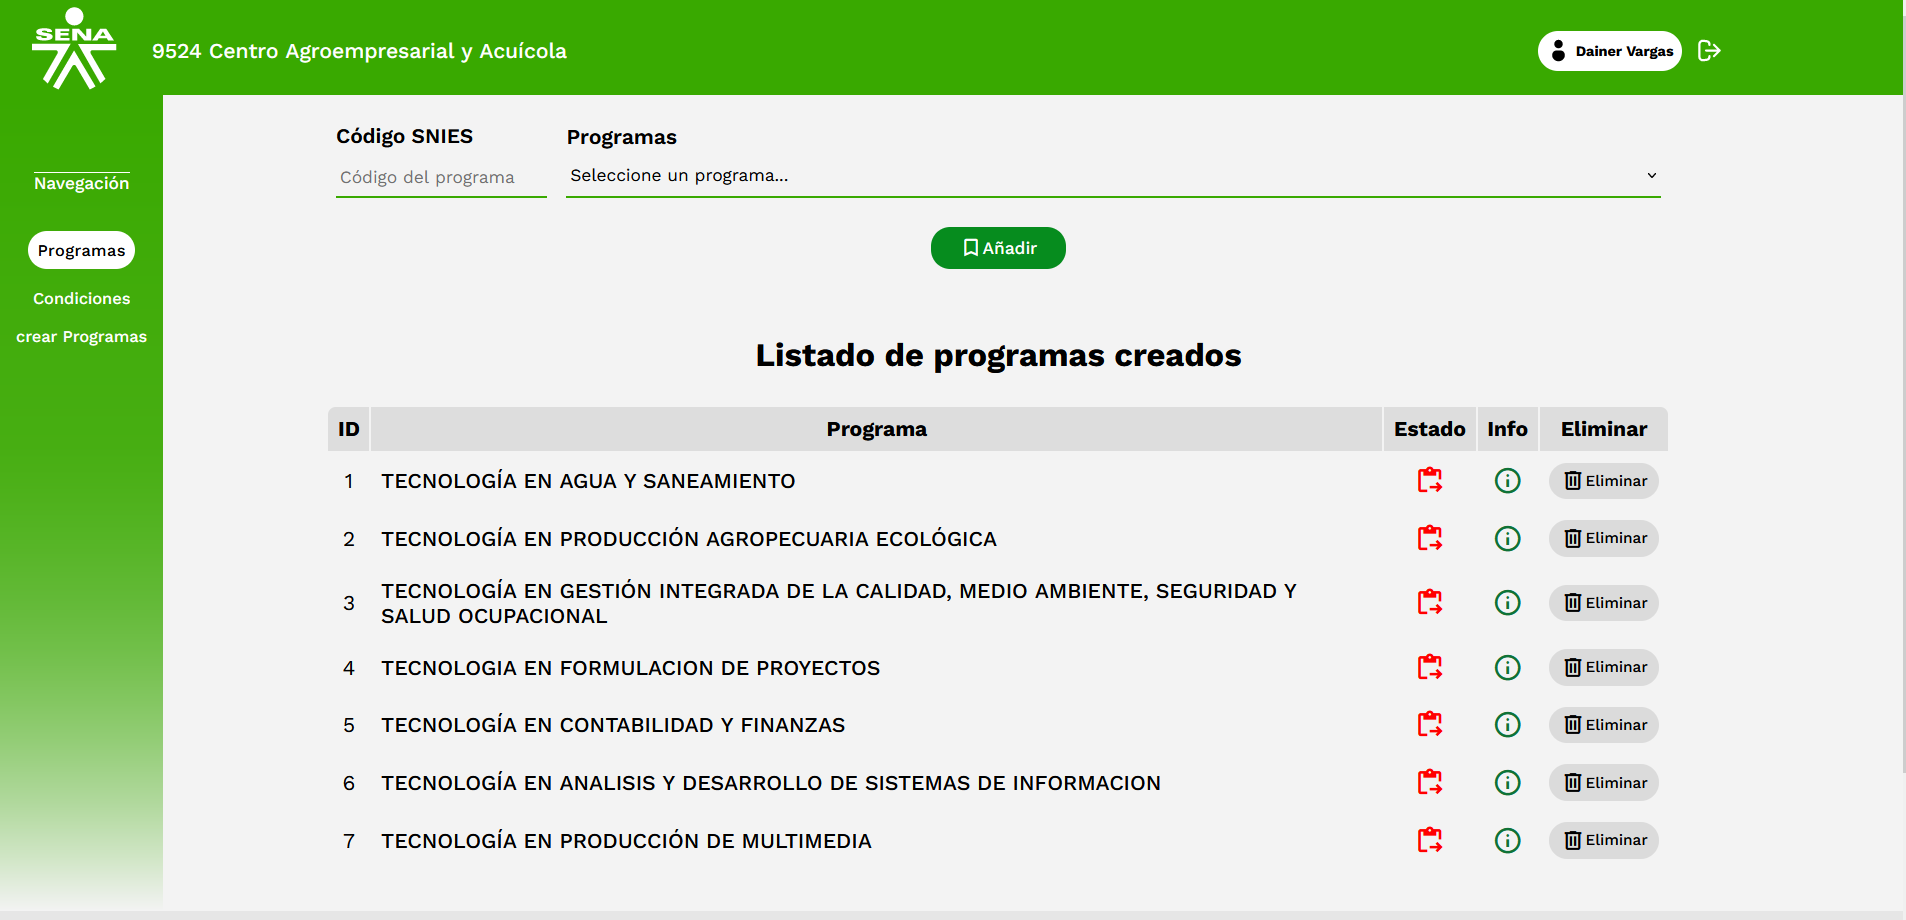 SENA
9524 Centro Agroempresarial y Acuícola
Dainer Vargas
Navegación
Programas
Condiciones
crear Programas
Código SNIES
Programas
Código del programa
Seleccione un programa...
Añadir
Listado de programas creados
ID Programa Estado Info Eliminar
1 TECNOLOGÍA EN AGUA Y SANEAMIENTO Eliminar
2 TECNOLOGÍA EN PRODUCCIÓN AGROPECUARIA ECOLÓGICA Eliminar
3 TECNOLOGÍA EN GESTIÓN INTEGRADA DE LA CALIDAD, MEDIO AMBIENTE, SEGURIDAD Y
SALUD OCUPACIONAL Eliminar
4 TECNOLOGIA EN FORMULACION DE PROYECTOS Eliminar
5 TECNOLOGÍA EN CONTABILIDAD Y FINANZAS Eliminar
6 TECNOLOGÍA EN ANALISIS Y DESARROLLO DE SISTEMAS DE INFORMACION Eliminar
7 TECNOLOGÍA EN PRODUCCIÓN DE MULTIMEDIA Eliminar